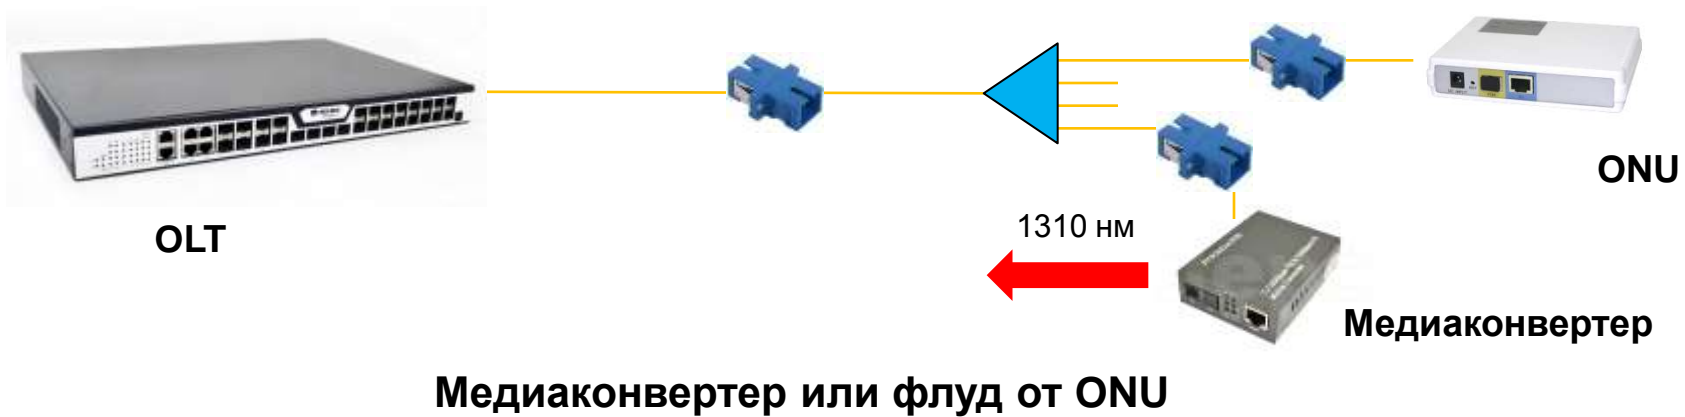 ONU
OLT
1310 нм
Медиаконвертер
Медиаконвертер или флуд от ONU